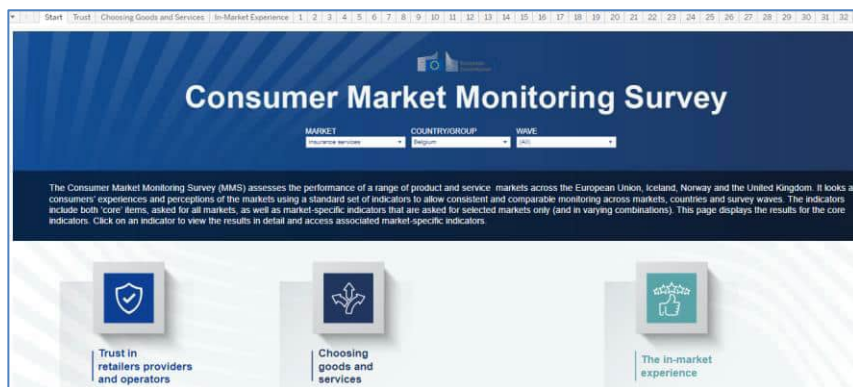 Start Trust Choosing Goods and Services In-Market Experience 1 2 3 4 5 6 7 8 9 10 11 12 13 14 15 16 17 18 19 20 21 22 23 24 25 26 27 28 29 30 31 32
Consumer Market Monitoring Survey
MARKET COUNTRY/GROUP WAVE
Insurance services Belgium (All)
The Consumer Market Monitoring Survey (MMS) assesses the performance of a range of product and service markets across the European Union, Iceland, Norway and the United Kingdom. It looks a
consumers' experiences and perceptions of the markets using a standard set of indicators to allow consistent and comparable monitoring across markets, countries and survey waves. The indicators
include both 'core' items, asked for all markets, as well as market-specific indicators that are asked for selected markets only (and in varying combinations). This page displays the results for the core
indicators. Click on an indicator to view the results in detail and access associated market-specific indicators.
Trust in
retailers providers
and operators
Choosing
goods and
services
The in-market
experience